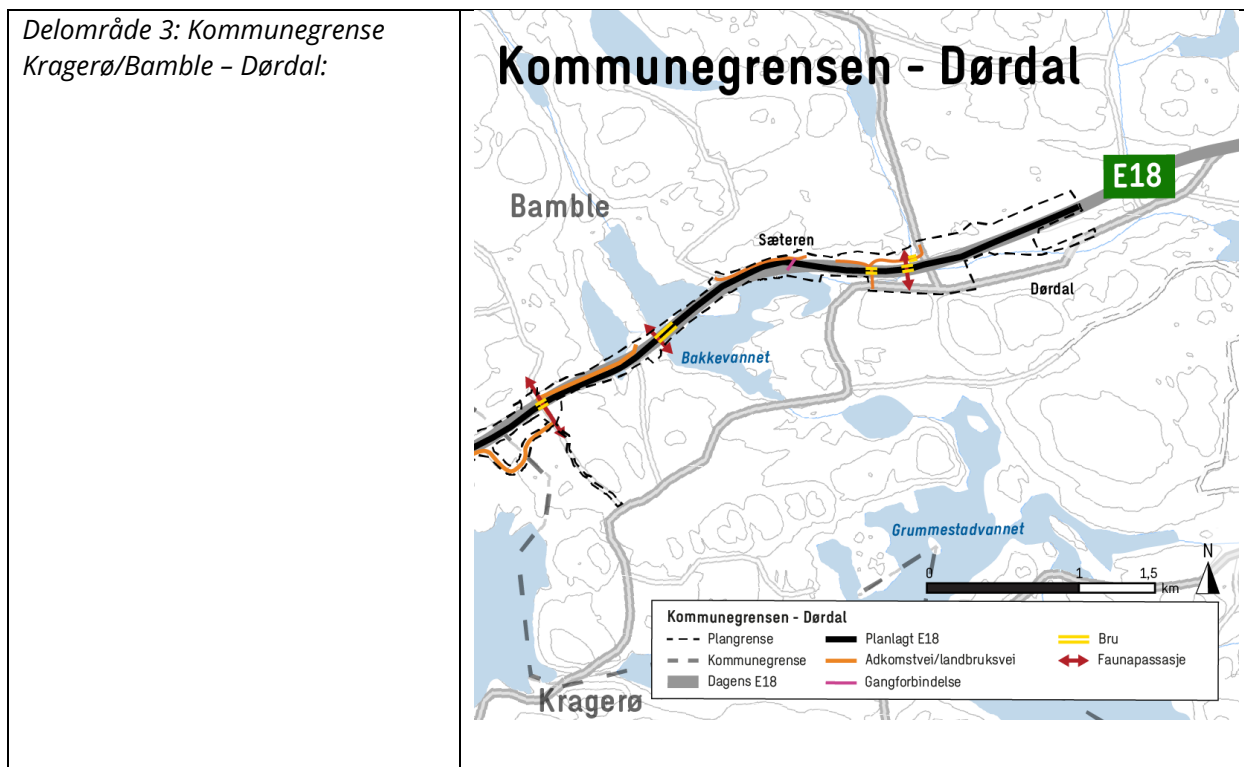 Delområde 3: Kommunegrense
Kragerø/Bamble – Dørdal:
Kommunegrensen - Dørdal
E18
Bamble
Sæteren
Dørdal
Bakkevannet
Grummestadvannet
N
0 1 1,5
km
Kommunegrensen - Dørdal
Plangrense Planlagt E18 Bru
Kommunegrense Adkomstvei/landbruksvei Faunapassasje
Dagens E18 Gangforbindelse
Kragerø